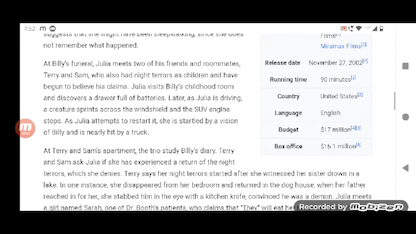 7:52
suggests that she might have been sleepwalking, since she does
not remember what happened.
At Billy's funeral, Julia meets two of his friends and roommates,
Terry and Sam, who also had night terrors as children and have
begun to believe his claims. Julia visits Billy's childhood room
and discovers a drawer full of batteries. Later, as Julia is driving,
a creature sprints across the windshield and the SUV engine
stops. As Julia attempts to restart it, she is startled by a vision
of Billy and is nearly hit by a truck.
At Terry and Sam's apartment, the trio study Billy's diary. Terry and
Sam ask Julia if she has experienced a return of the night
terrors, which she denies. Terry says her night terrors started after she witnessed her sister drown in a
lake. In one instance, she disappeared from her bedroom and returned in the dog house; when her father
reached in for her, she stabbed him in the eye with a kitchen knife, convinced he was a demon. Julia meets
a girl named Sarah, one of Dr. Booth's patients, who claims that "They" will eat her
Films
Miramax Films
Release date November 27, 2002
Running time 90 minutes
Country United States
Language English
Budget $17 million
Box office $16.1 million
m
Recorded by Mobizen